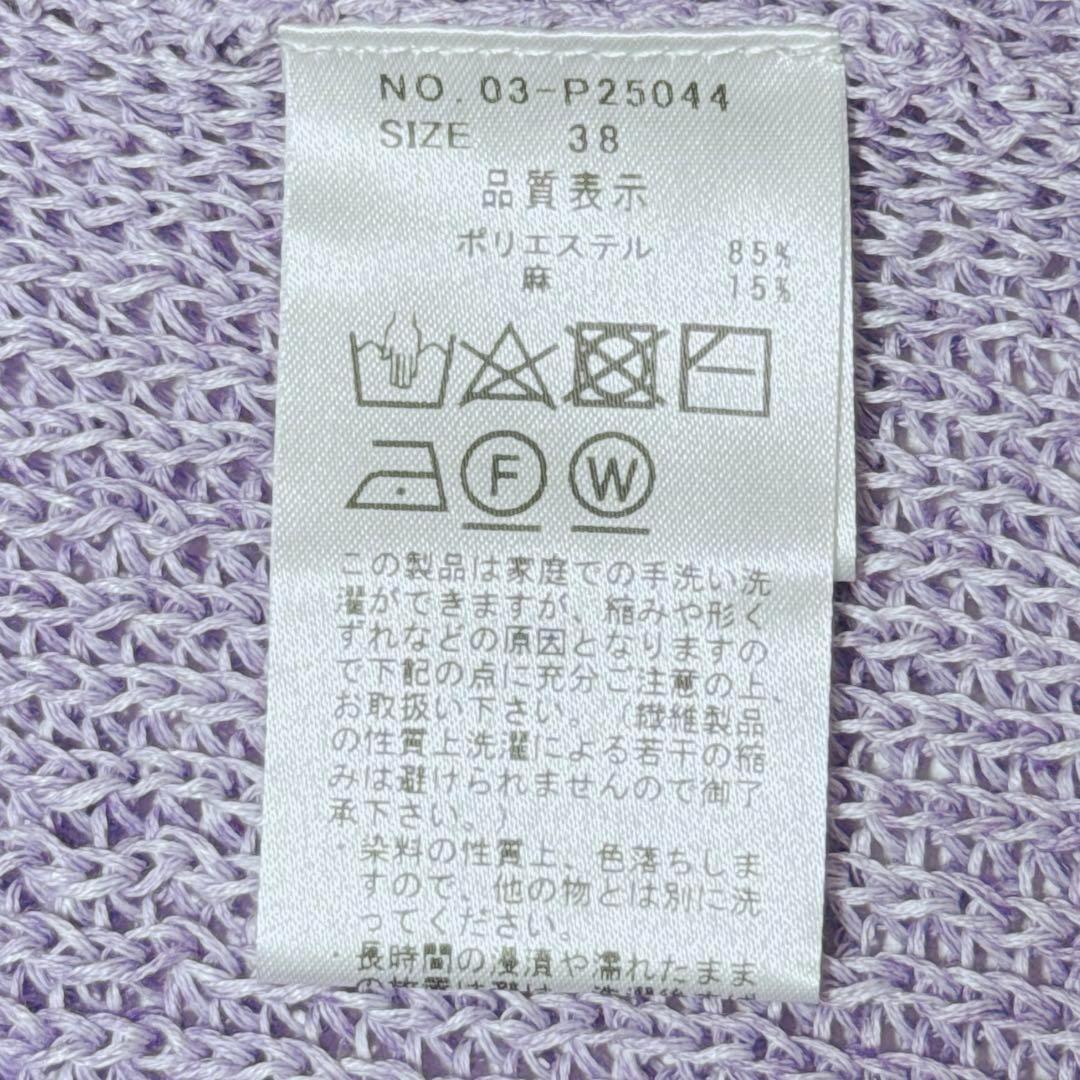 NO. 03-P25044
SIZE 38
品質表示
ポリエステル 85%
麻 15%
F W
この製品は家庭での手洗い洗
濯ができますが、縮みや形く
ずれなどの原因となりますの
で下記の点に充分ご注意の上、
お取扱い下さい。(繊維製品
の性質上洗濯による若干の縮
みは避けられませんので御了
承下さい。)
・染料の性質上、色落ちしま
すので、他の物とは別に洗
ってください。
・長時間の浸漬や濡れたまま